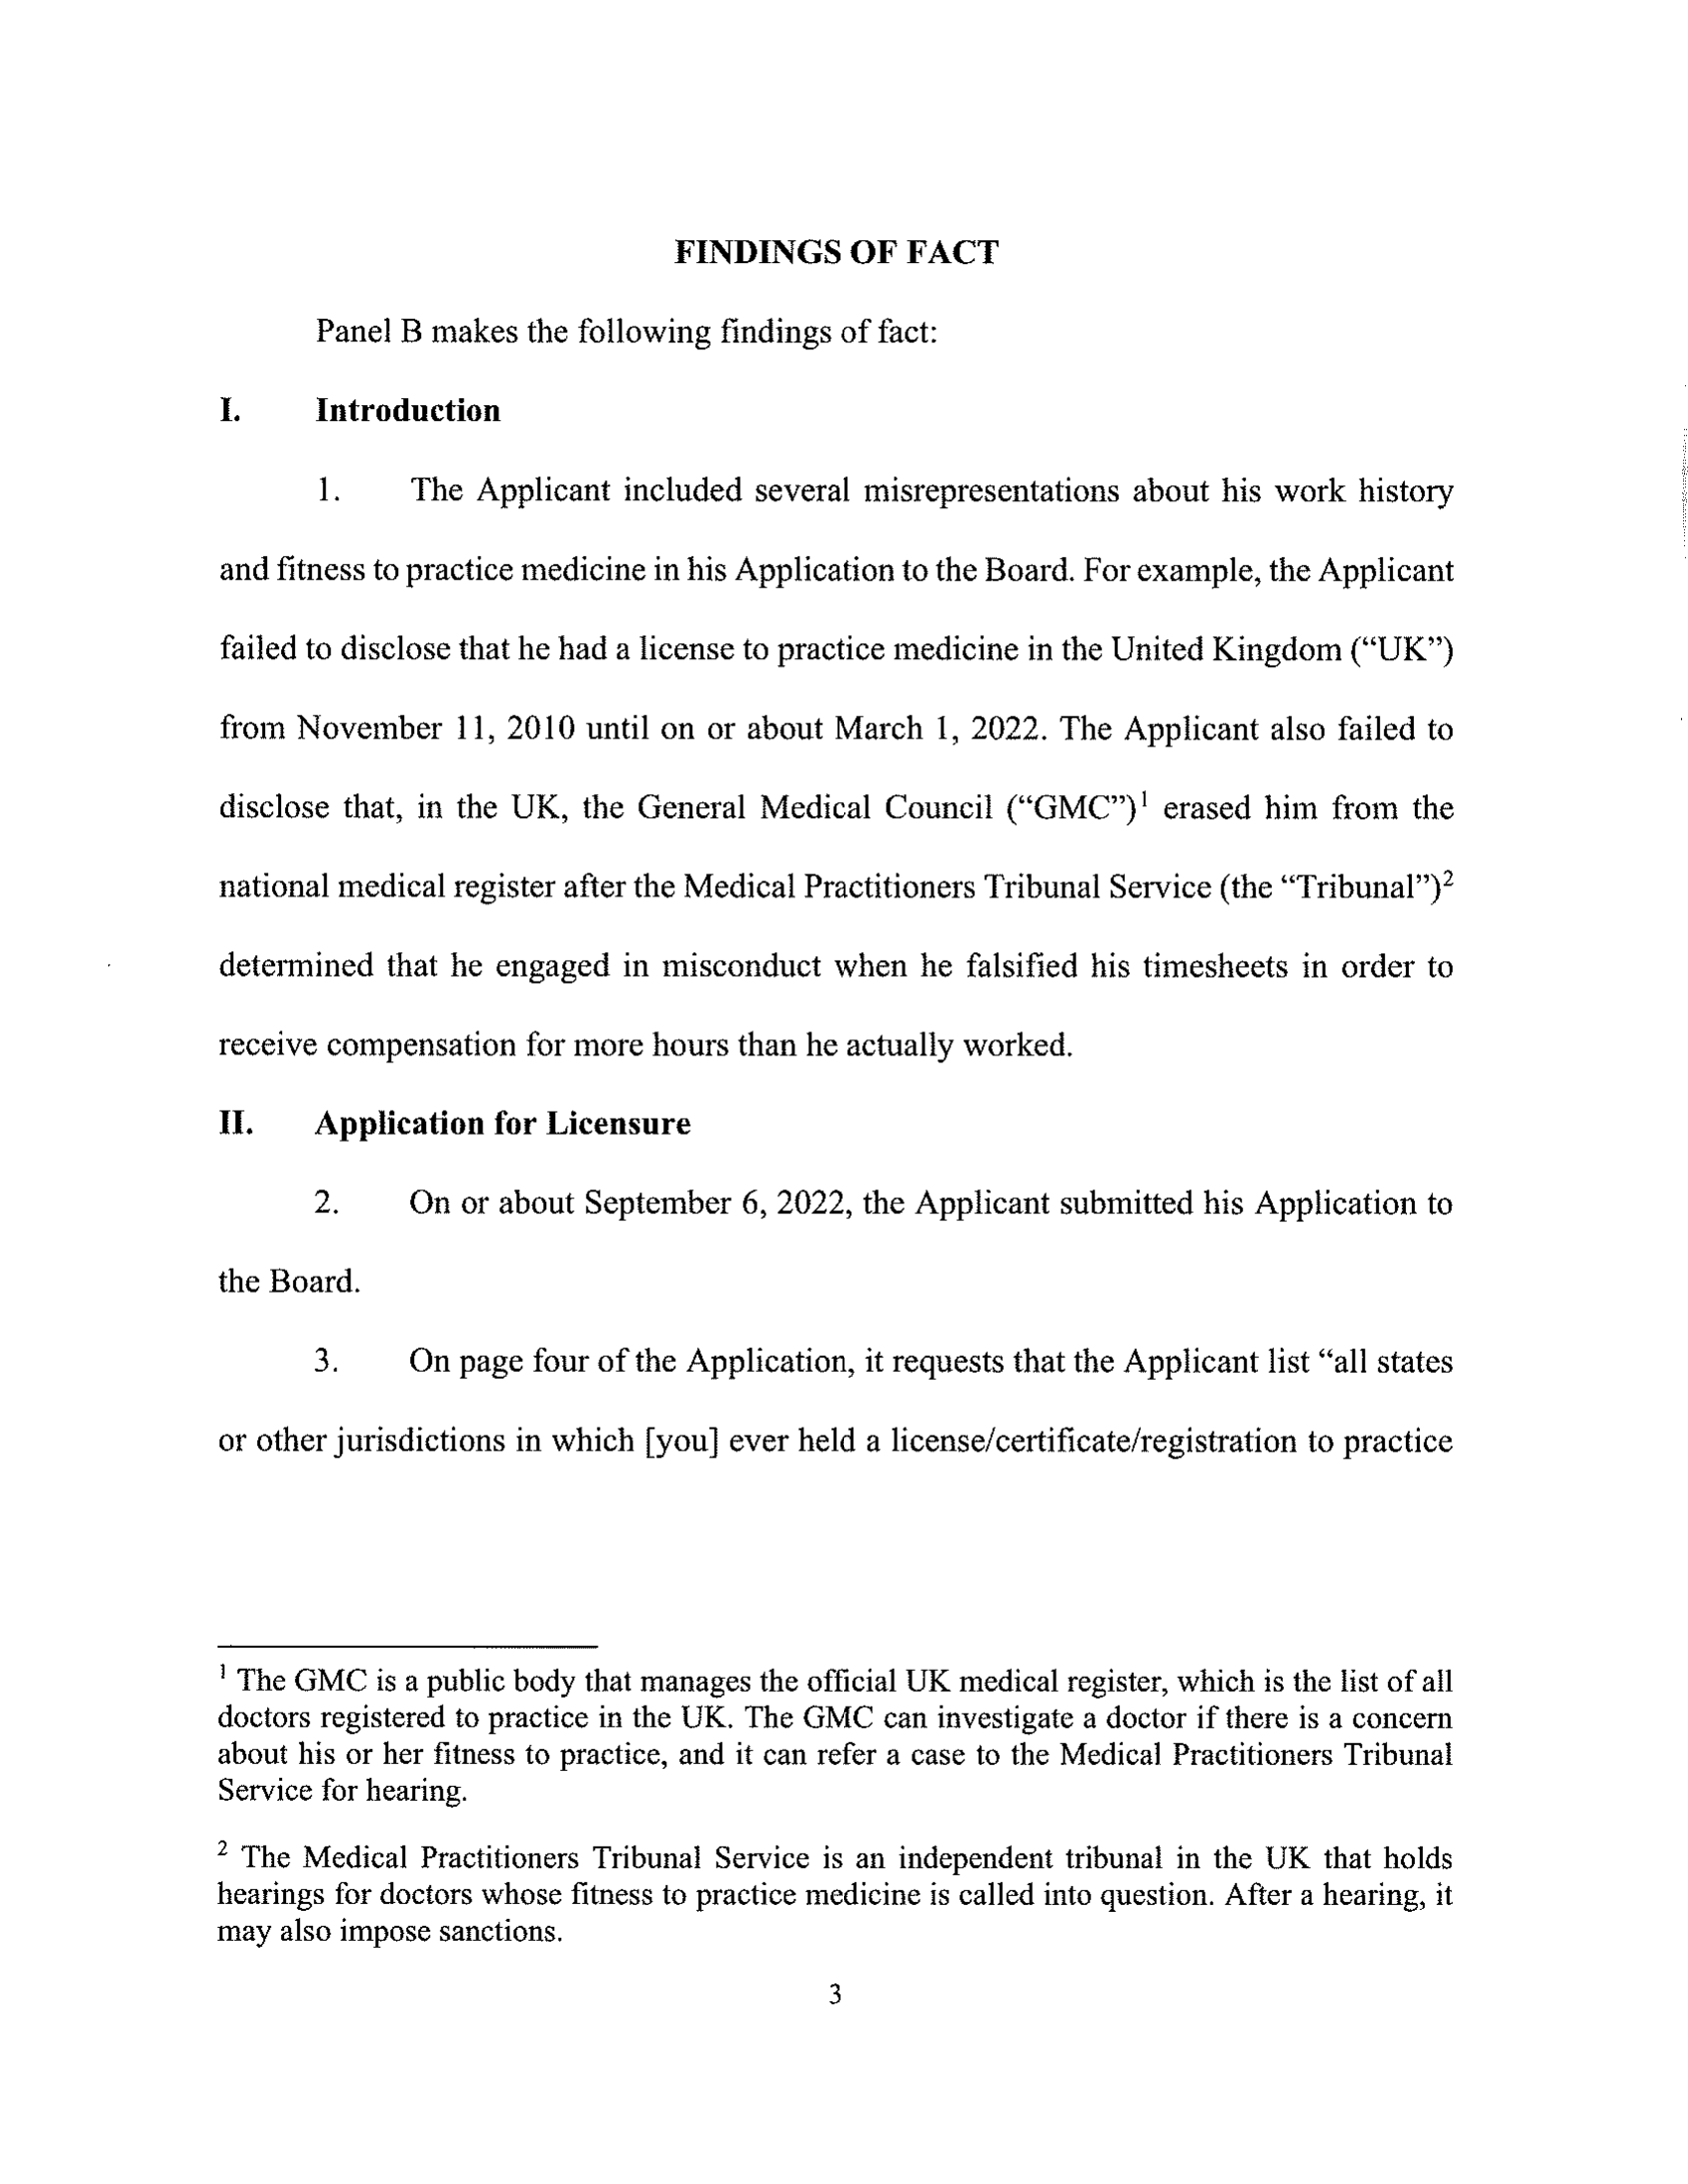 FINDINGS OF FACT
Panel B makes the following findings of fact:
I. Introduction
1. The Applicant included several misrepresentations about his work history
and fitness to practice medicine in his Application to the Board. For example, the Applicant
failed to disclose that he had a license to practice medicine in the United Kingdom (“UK”)
from November 11, 2010 until on or about March 1, 2022. The Applicant also failed to
disclose that, in the UK, the General Medical Council (“GMC”)¹ erased him from the
national medical register after the Medical Practitioners Tribunal Service (the “Tribunal”)²
determined that he engaged in misconduct when he falsified his timesheets in order to
receive compensation for more hours than he actually worked.
II. Application for Licensure
2. On or about September 6, 2022, the Applicant submitted his Application to
the Board.
3. On page four of the Application, it requests that the Applicant list “all states
or other jurisdictions in which [you] ever held a license/certificate/registration to practice
¹ The GMC is a public body that manages the official UK medical register, which is the list of all
doctors registered to practice in the UK. The GMC can investigate a doctor if there is a concern
about his or her fitness to practice, and it can refer a case to the Medical Practitioners Tribunal
Service for hearing.
² The Medical Practitioners Tribunal Service is an independent tribunal in the UK that holds
hearings for doctors whose fitness to practice medicine is called into question. After a hearing, it
may also impose sanctions.
3